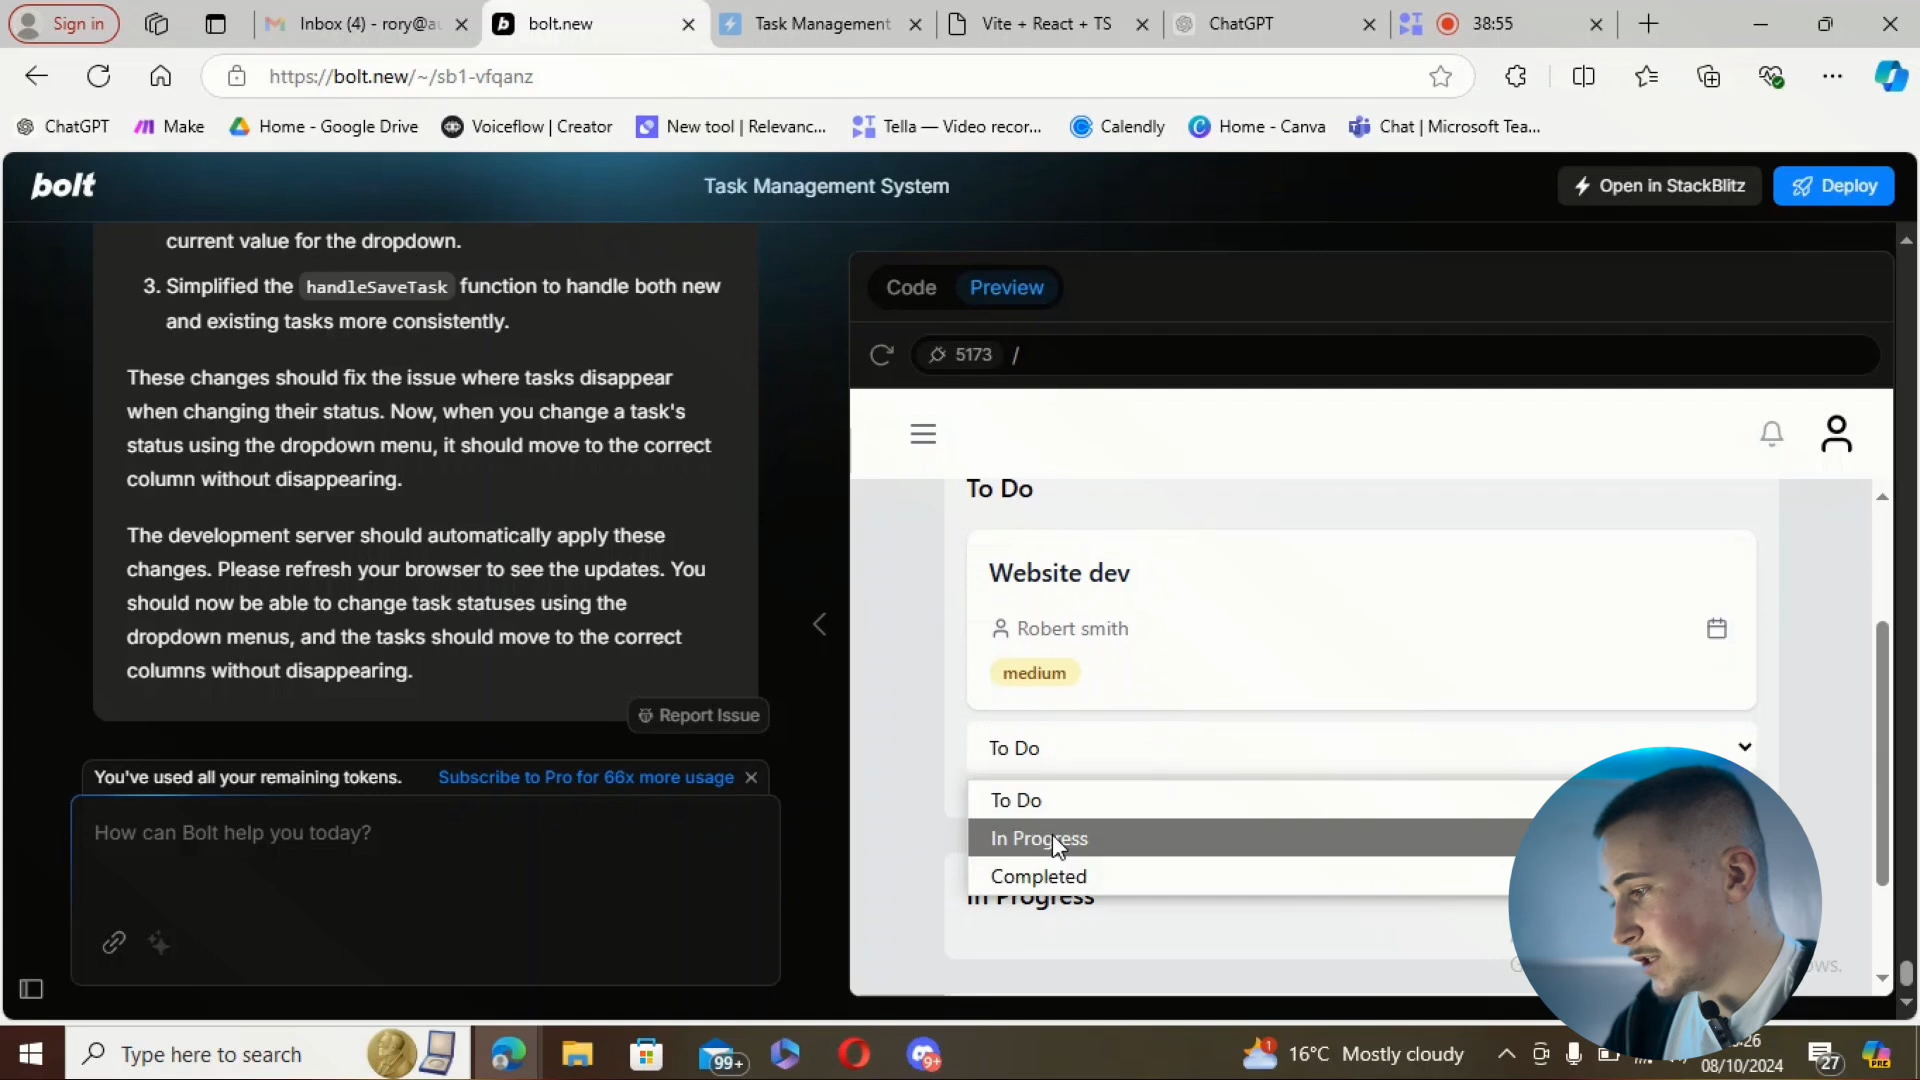 Sign in
Inbox (4) - rory@au
bolt.new
Task Management
Vite + React + TS
ChatGPT
38:55
https://bolt.new/~/sb1-vfqanz
ChatGPT
Make
Home - Google Drive
Voiceflow | Creator
New tool | Relevanc...
Tella — Video recor...
Calendly
Home - Canva
Chat | Microsoft Tea...
bolt
Task Management System
Open in StackBlitz
Deploy
current value for the dropdown.
3. Simplified the handleSaveTask function to handle both new
and existing tasks more consistently.
These changes should fix the issue where tasks disappear
when changing their status. Now, when you change a task's
status using the dropdown menu, it should move to the correct
column without disappearing.
The development server should automatically apply these
changes. Please refresh your browser to see the updates. You
should now be able to change task statuses using the
dropdown menus, and the tasks should move to the correct
columns without disappearing.
Report Issue
You've used all your remaining tokens.
Subscribe to Pro for 66x more usage
How can Bolt help you today?
Code
Preview
5173
/
To Do
Website dev
Robert smith
medium
To Do
To Do
In Progress
Completed
In Progress
Type here to search
99+
9+
1
16°C Mostly cloudy
08/10/2024
27
PRE